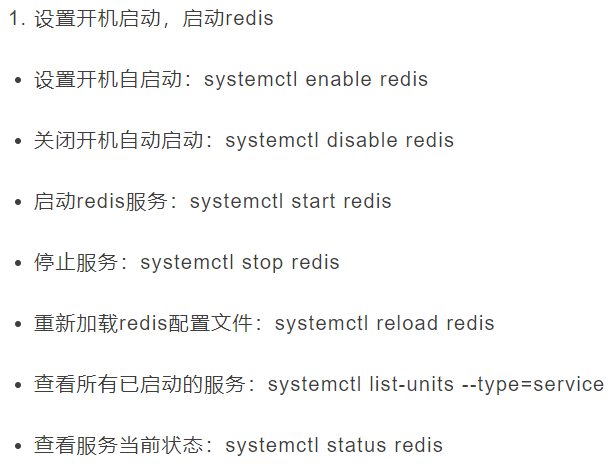 1. 设置开机启动，启动redis
• 设置开机自启动：systemctl enable redis
• 关闭开机自动启动：systemctl disable redis
• 启动redis服务：systemctl start redis
• 停止服务：systemctl stop redis
• 重新加载redis配置文件：systemctl reload redis
• 查看所有已启动的服务：systemctl list-units --type=service
• 查看服务当前状态：systemctl status redis